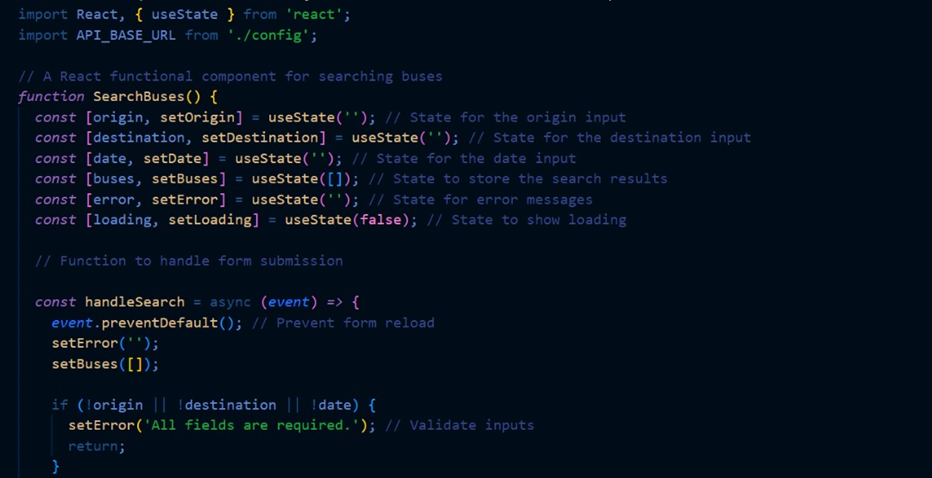 import React, { useState } from 'react';
import API_BASE_URL from './config';
// A React functional component for searching buses
function SearchBuses() {
const [origin, setOrigin] = useState(''); // State for the origin input
const [destination, setDestination] = useState(''); // State for the destination input
const [date, setDate] = useState(''); // State for the date input
const [buses, setBuses] = useState([]); // State to store the search results
const [error, setError] = useState(''); // State for error messages
const [loading, setLoading] = useState(false); // State to show loading
// Function to handle form submission
const handleSearch = async (event) => {
event.preventDefault(); // Prevent form reload
setError('');
setBuses([]);
if (!origin || !destination || !date) {
setError('All fields are required.'); // Validate inputs
return;
}